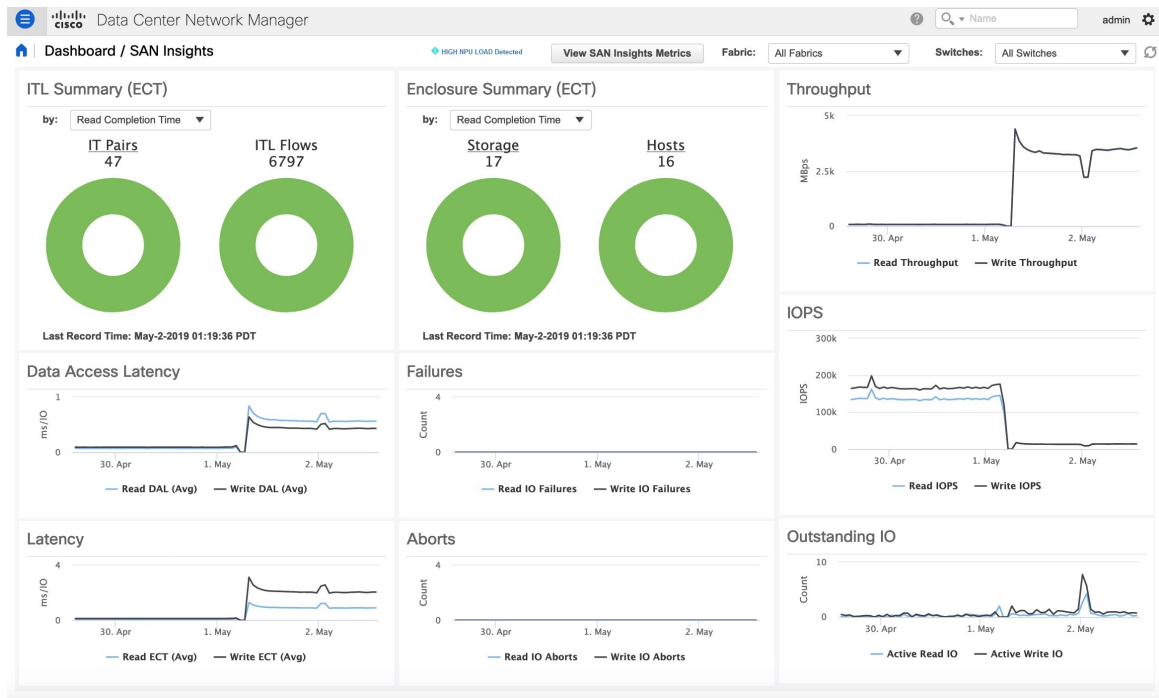 cisco Data Center Network Manager
Name
admin
Dashboard / SAN Insights
HIGH NPU LOAD Detected
View SAN Insights Metrics
Fabric: All Fabrics
Switches: All Switches
ITL Summary (ECT)
by: Read Completion Time
IT Pairs
47
ITL Flows
6797
Last Record Time: May-2-2019 01:19:36 PDT
Enclosure Summary (ECT)
by: Read Completion Time
Storage
17
Hosts
16
Last Record Time: May-2-2019 01:19:36 PDT
Throughput
5k
MBps
2.5k
0
30. Apr 1. May 2. May
Read Throughput Write Throughput
IOPS
300k
200k
IOPS
100k
0
30. Apr 1. May 2. May
Read IOPS Write IOPS
Data Access Latency
1
ms/IO
0
30. Apr 1. May 2. May
Read DAL (Avg) Write DAL (Avg)
Failures
4
Count
0
30. Apr 1. May 2. May
Read IO Failures Write IO Failures
Latency
4
ms/IO
0
30. Apr 1. May 2. May
Read ECT (Avg) Write ECT (Avg)
Aborts
4
Count
0
30. Apr 1. May 2. May
Read IO Aborts Write IO Aborts
Outstanding IO
10
Count
0
30. Apr 1. May 2. May
Active Read IO Active Write IO